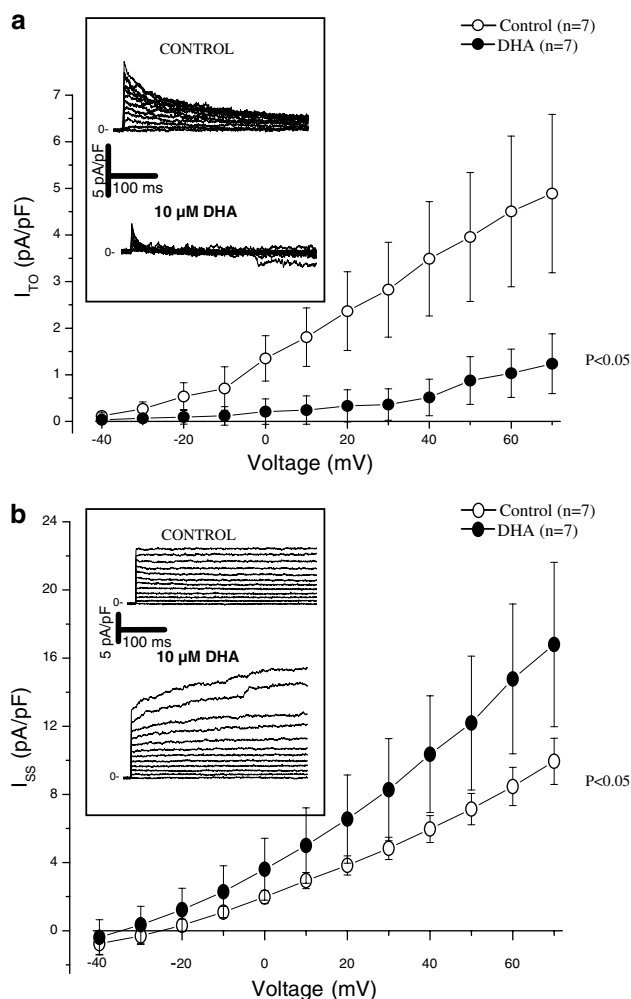 a
Control (n=7)
DHA (n=7)
CONTROL
0-
5 pA/pF
100 ms
10 µM DHA
0-
7
6
5
4
3
2
1
0
I_TO (pA/pF)
P<0.05
-40 -20 0 20 40 60
Voltage (mV)
b
Control (n=7)
DHA (n=7)
CONTROL
0-
5 pA/pF
100 ms
10 µM DHA
0-
24
20
16
12
8
4
0
I_SS (pA/pF)
P<0.05
-40 -20 0 20 40 60
Voltage (mV)